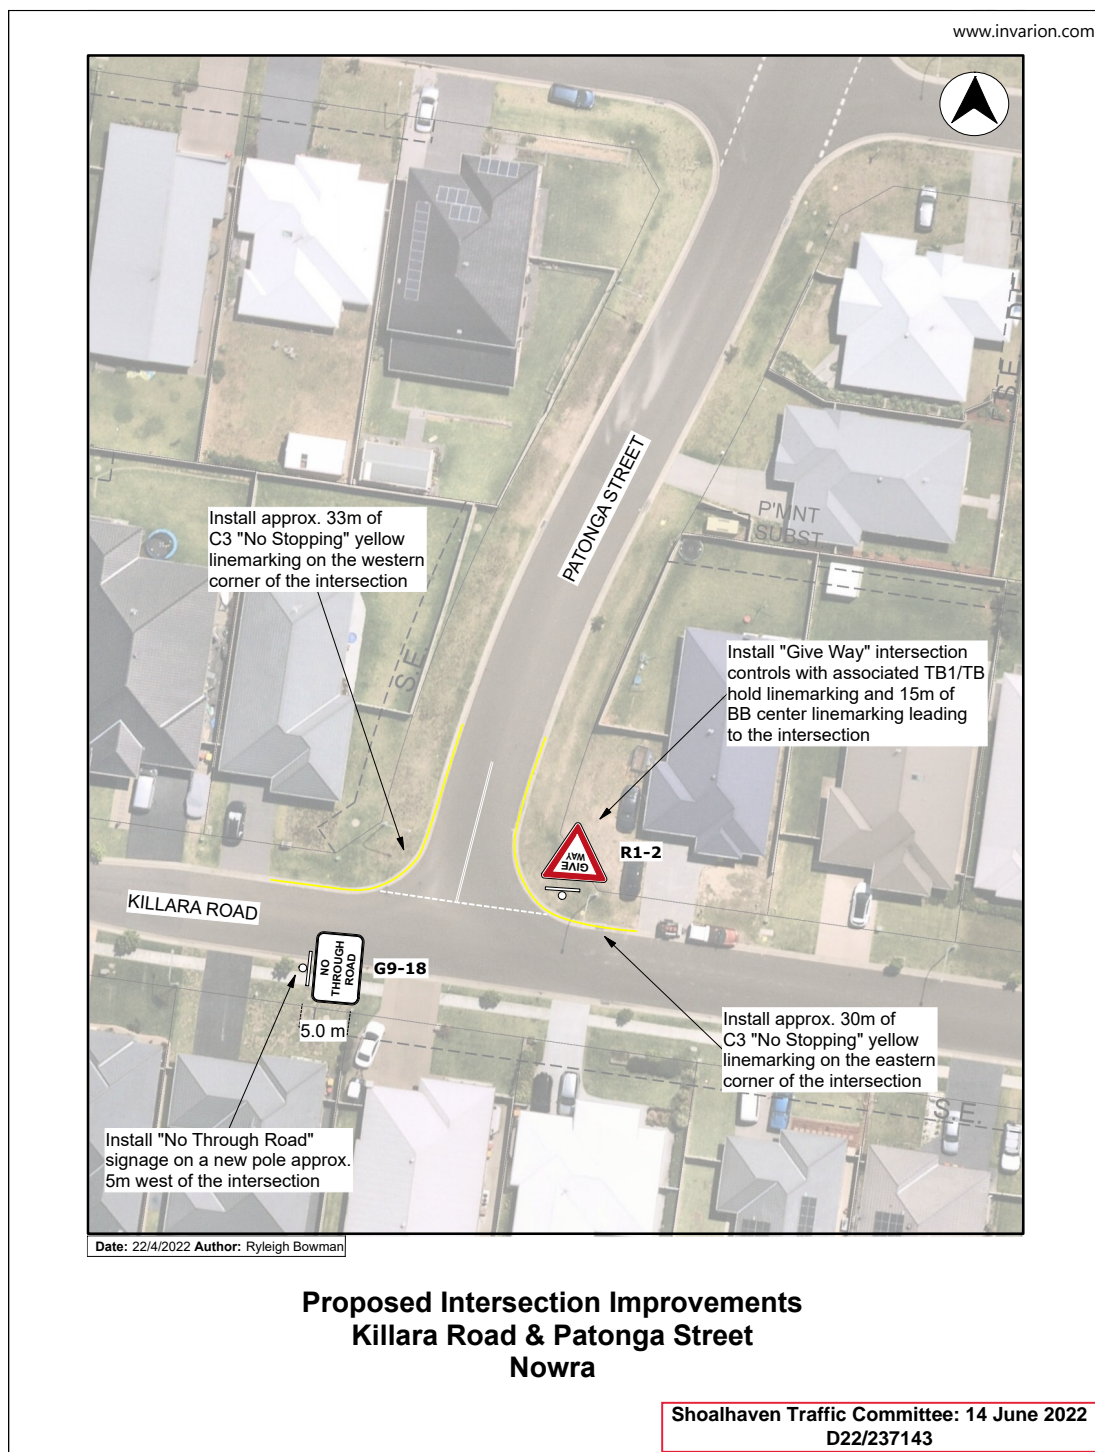 www.invarion.com
PATONGA STREET
P'MNT
SUBST
S.E
S.E
S.E
Install approx. 33m of
C3 "No Stopping" yellow
linemarking on the western
corner of the intersection
Install "Give Way" intersection
controls with associated TB1/TB
hold linemarking and 15m of
BB center linemarking leading
to the intersection
GIVE
WAY
R1-2
KILLARA ROAD
NO
THROUGH
ROAD
G9-18
5.0 m
Install approx. 30m of
C3 "No Stopping" yellow
linemarking on the eastern
corner of the intersection
Install "No Through Road"
signage on a new pole approx.
5m west of the intersection
Date: 22/4/2022 Author: Ryleigh Bowman
Proposed Intersection Improvements
Killara Road & Patonga Street
Nowra
Shoalhaven Traffic Committee: 14 June 2022
D22/237143